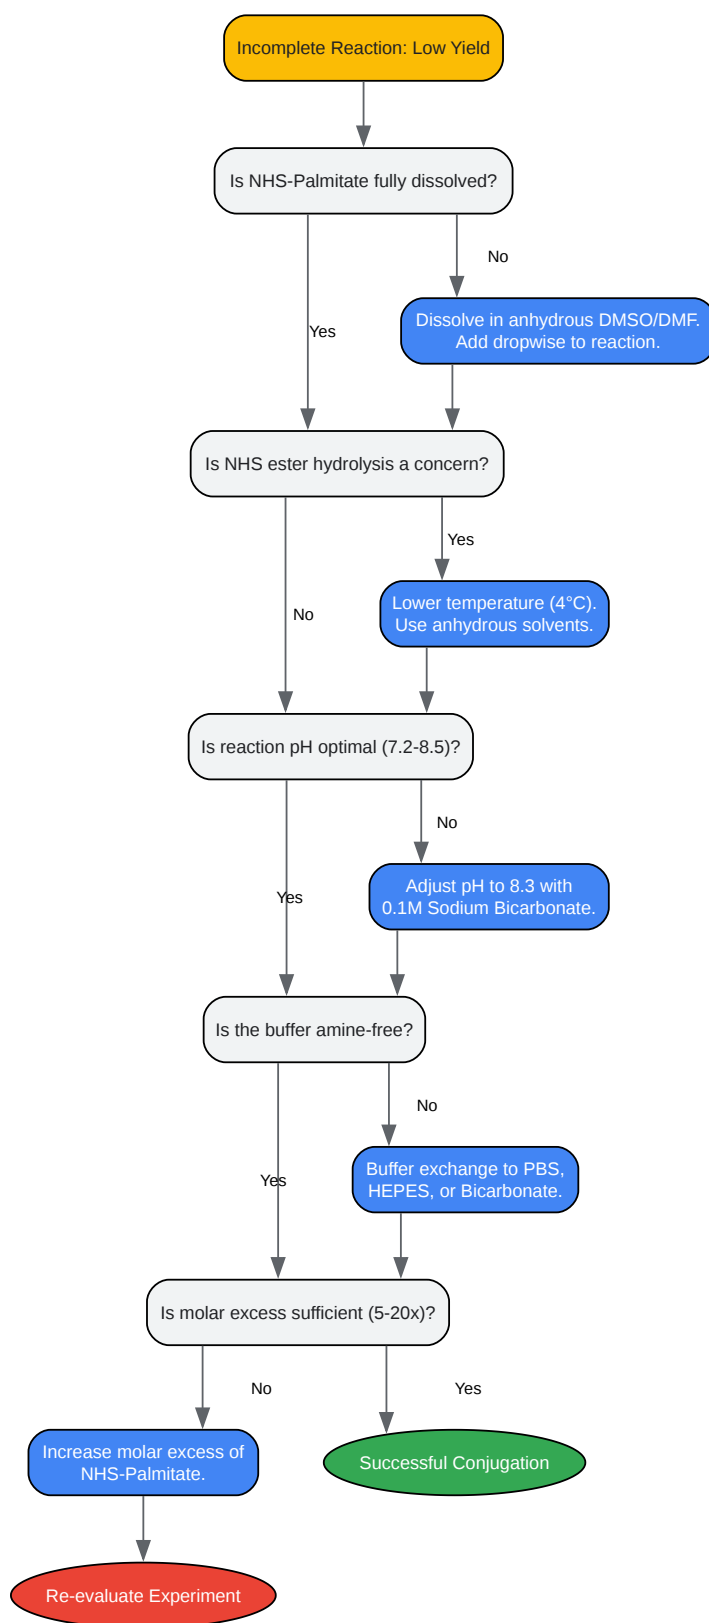 Incomplete Reaction: Low Yield
Is NHS-Palmitate fully dissolved?
No
Dissolve in anhydrous DMSO/DMF.
Add dropwise to reaction.
Yes
Is NHS ester hydrolysis a concern?
Yes
Lower temperature (4°C).
Use anhydrous solvents.
No
Is reaction pH optimal (7.2-8.5)?
No
Adjust pH to 8.3 with
0.1M Sodium Bicarbonate.
Yes
Is the buffer amine-free?
No
Buffer exchange to PBS,
HEPES, or Bicarbonate.
Yes
Is molar excess sufficient (5-20x)?
No
Yes
Increase molar excess of
NHS-Palmitate.
Successful Conjugation
Re-evaluate Experiment